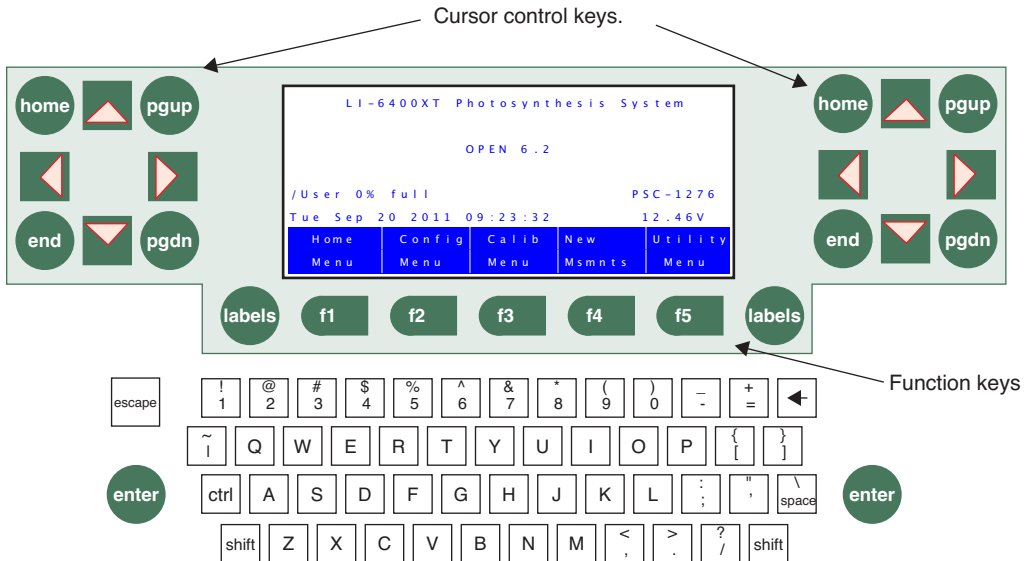 Cursor control keys.
home pgup
end pgdn
LI-6400XT Photosynthesis System
OPEN 6.2
/User 0% full PSC-1276
Tue Sep 20 2011 09:23:32 12.46V
Home Menu
Config Menu
Calib Menu
New Msmnts
Utility Menu
home pgup
end pgdn
labels f1 f2 f3 f4 f5 labels
Function keys
escape
! @ # $ % ^ & * ( ) _ +
1 2 3 4 5 6 7 8 9 0 - =
~ { }
| Q W E R T Y U I O P [ ]
enter
: " \
ctrl A S D F G H J K L ; ' space
enter
< > ?
shift Z X C V B N M , . / shift